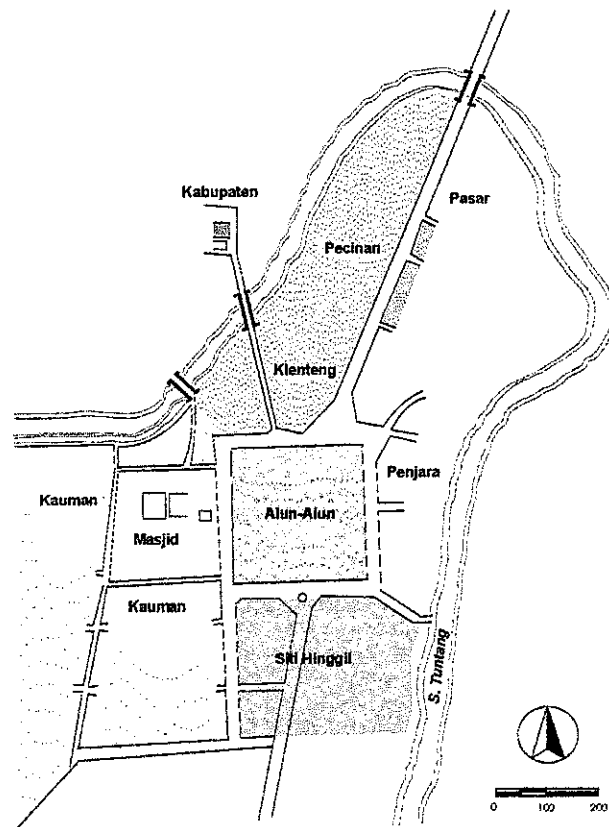 Kabupaten
Pasar
Pecinan
Klenteng
Kauman
Alun-Alun
Penjara
Masjid
Kauman
Siti Hinggil
S. Tuntang
0 100 200